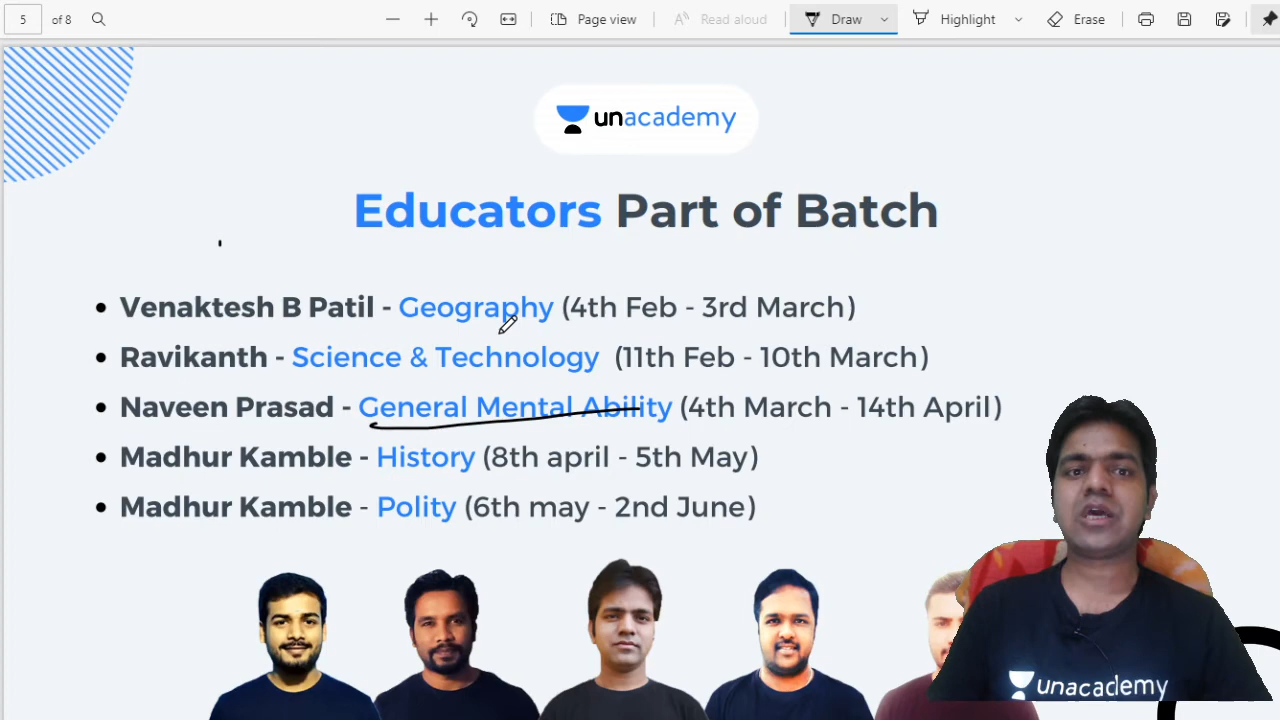 5 of 8 Page view Read aloud Draw Highlight Erase
unacademy
Educators Part of Batch
• Venaktesh B Patil - Geography (4th Feb - 3rd March)
• Ravikanth - Science & Technology (11th Feb - 10th March)
• Naveen Prasad - General Mental Ability (4th March - 14th April)
• Madhur Kamble - History (8th april - 5th May)
• Madhur Kamble - Polity (6th may - 2nd June)
unacademy